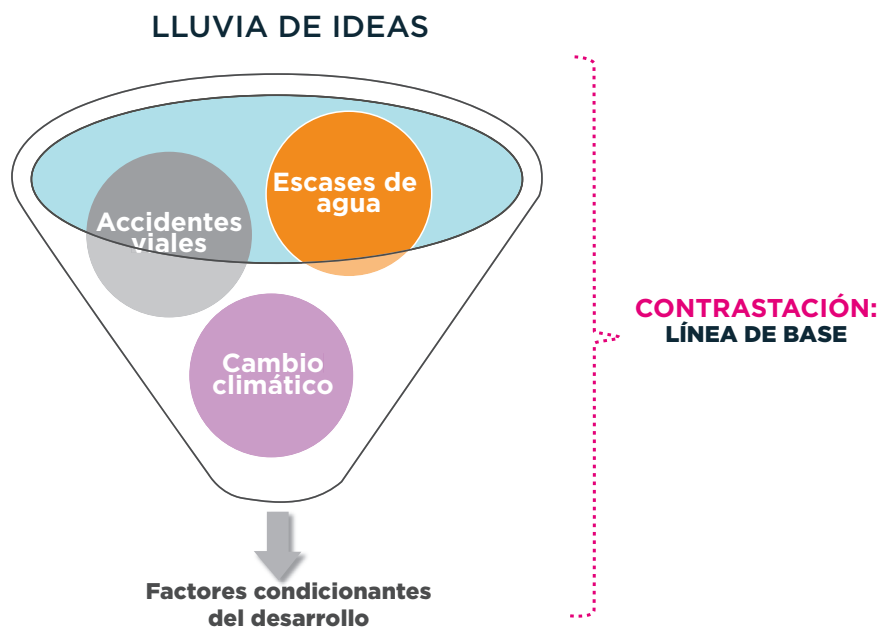 LLUVIA DE IDEAS
Escases de
agua
Accidentes
viales
Cambio
climático
CONTRASTACIÓN:
LÍNEA DE BASE
Factores condicionantes
del desarrollo